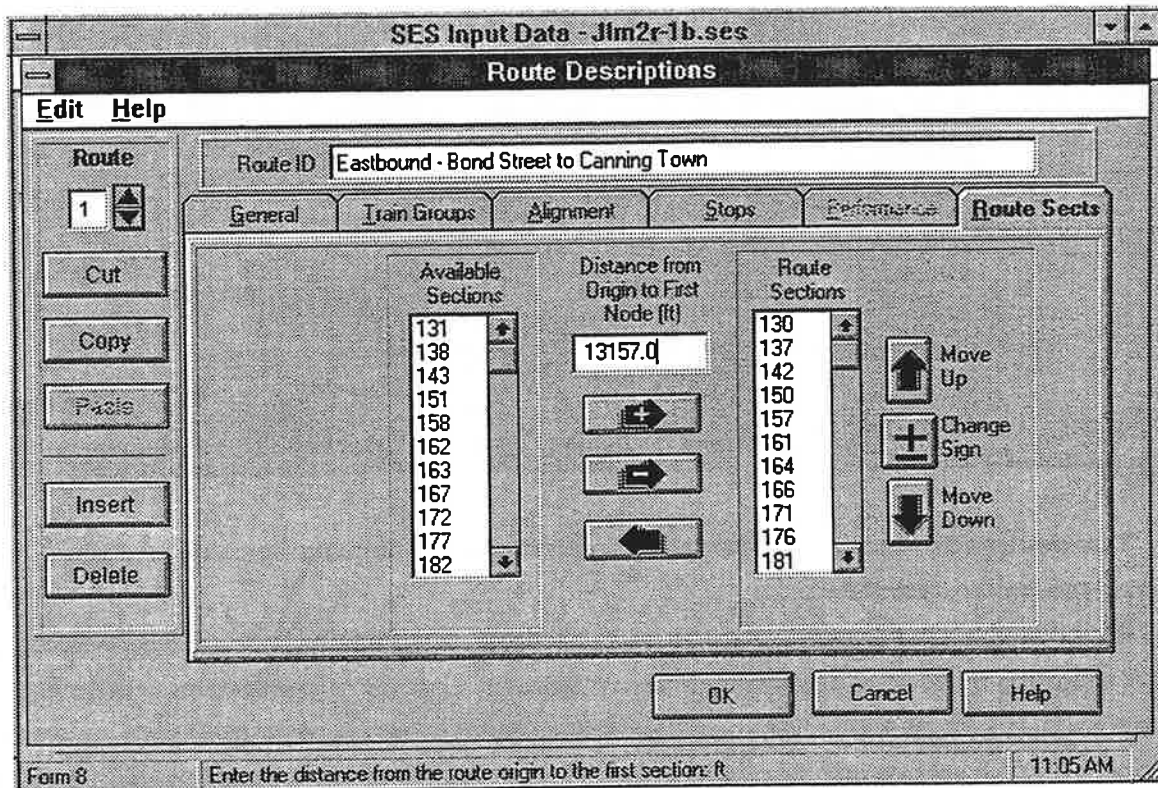 SES Input Data - Jlm2r-1b.ses
Route Descriptions
Edit Help
Route
1
Cut
Copy
Paste
Insert
Delete
Route ID Eastbound - Bond Street to Canning Town
General Train Groups Alignment Stops Performance Route Sects
Available
Sections
131
138
143
151
158
162
163
167
172
177
182
Distance from
Origin to First
Node (ft)
13157.0
Route
Sections
130
137
142
150
157
161
164
166
171
176
181
Move
Up
Change
Sign
Move
Down
OK Cancel Help
Form 8 Enter the distance from the route origin to the first section: ft 11:05 AM